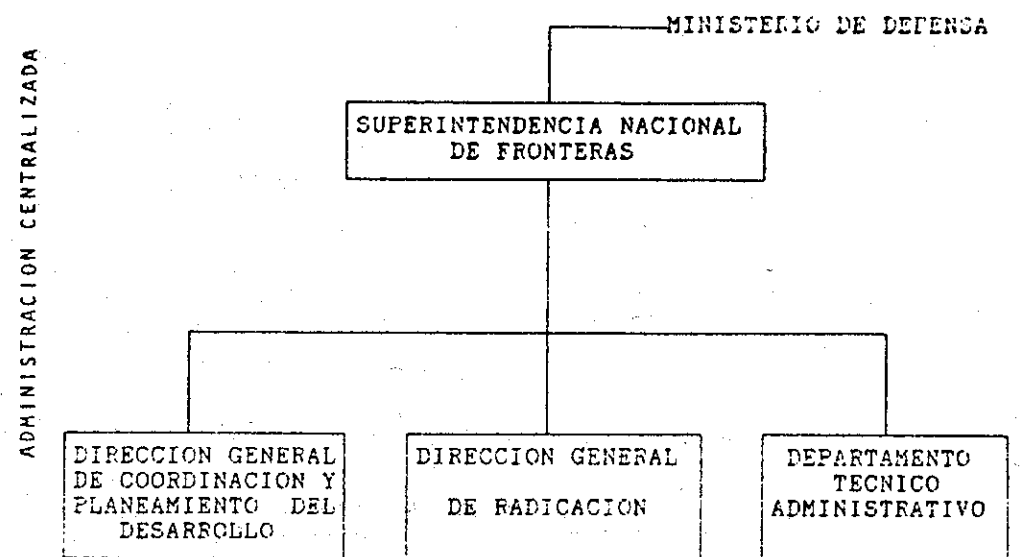 MINISTERIO DE DEFENSA
ADMINISTRACION CENTRALIZADA
SUPERINTENDENCIA NACIONAL
DE FRONTERAS
DIRECCION GENERAL
DE COORDINACION Y
PLANEAMIENTO DEL
DESARROLLO
DIRECCION GENERAL
DE RADICACION
DEPARTAMENTO
TECNICO
ADMINISTRATIVO